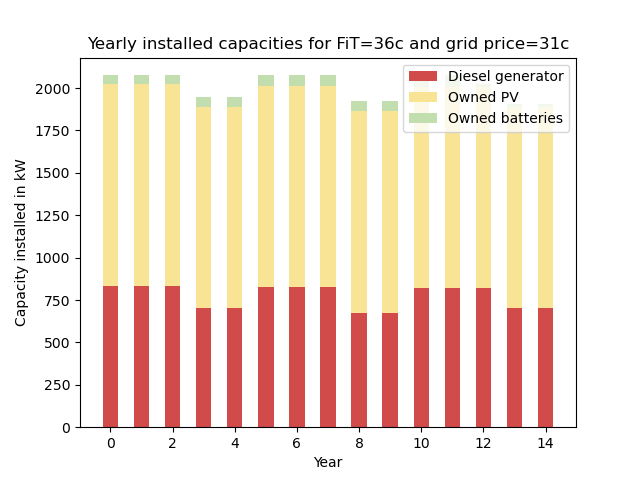 Yearly installed capacities for FiT=36c and grid price=31c
Diesel generator
Owned PV
Owned batteries
Capacity installed in kW
2000
1750
1500
1250
1000
750
500
250
0
0 2 4 6 8 10 12 14
Year